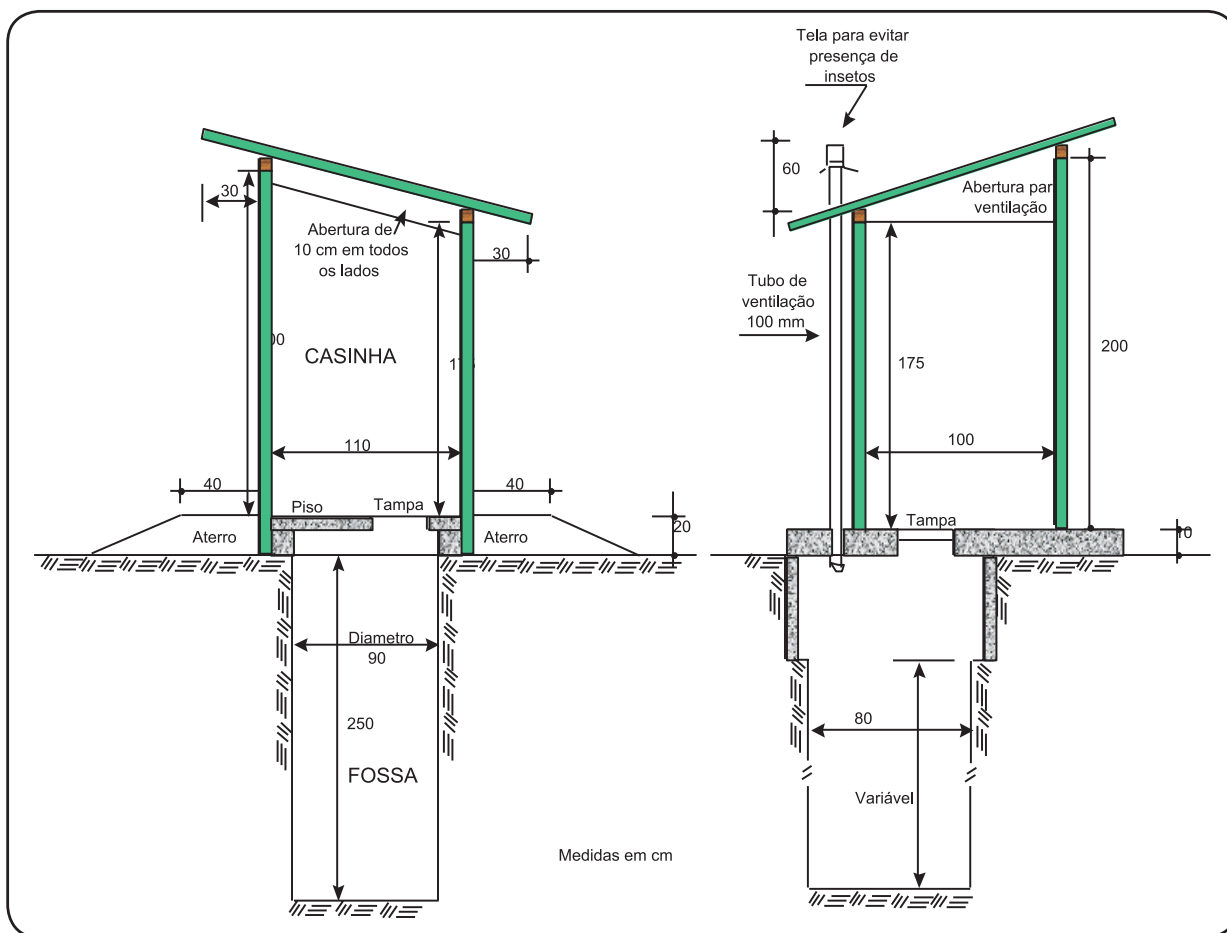 Tela para evitar
presença de
insetos
30
Abertura de
10 cm em todos
os lados
30
CASINHA
110
40
40
Piso
Tampa
20
Aterro
Aterro
Diametro
90
250
FOSSA
60
Abertura par
ventilação
Tubo de
ventilação
100 mm
175
200
100
Tampa
10
80
Variável
Medidas em cm